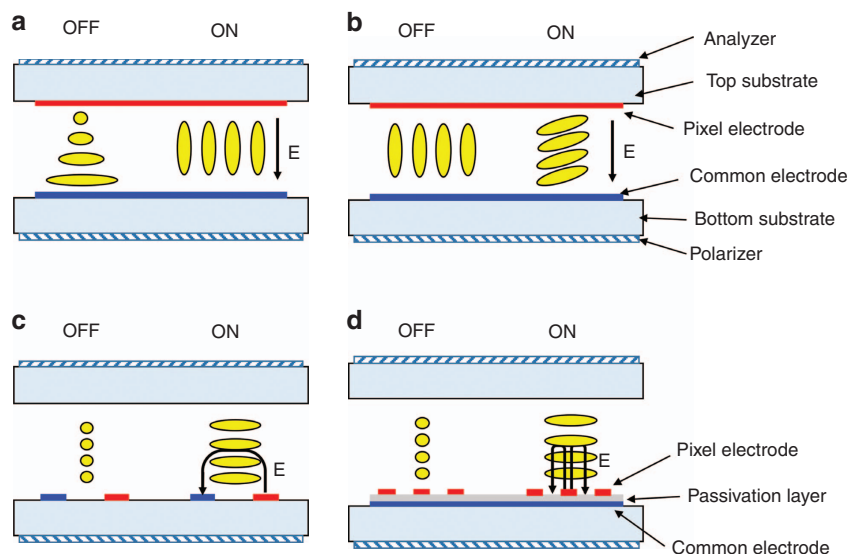 a
OFF
ON
E
b
OFF
ON
E
Analyzer
Top substrate
Pixel electrode
Common electrode
Bottom substrate
Polarizer
c
OFF
ON
E
d
OFF
ON
E
Pixel electrode
Passivation layer
Common electrode